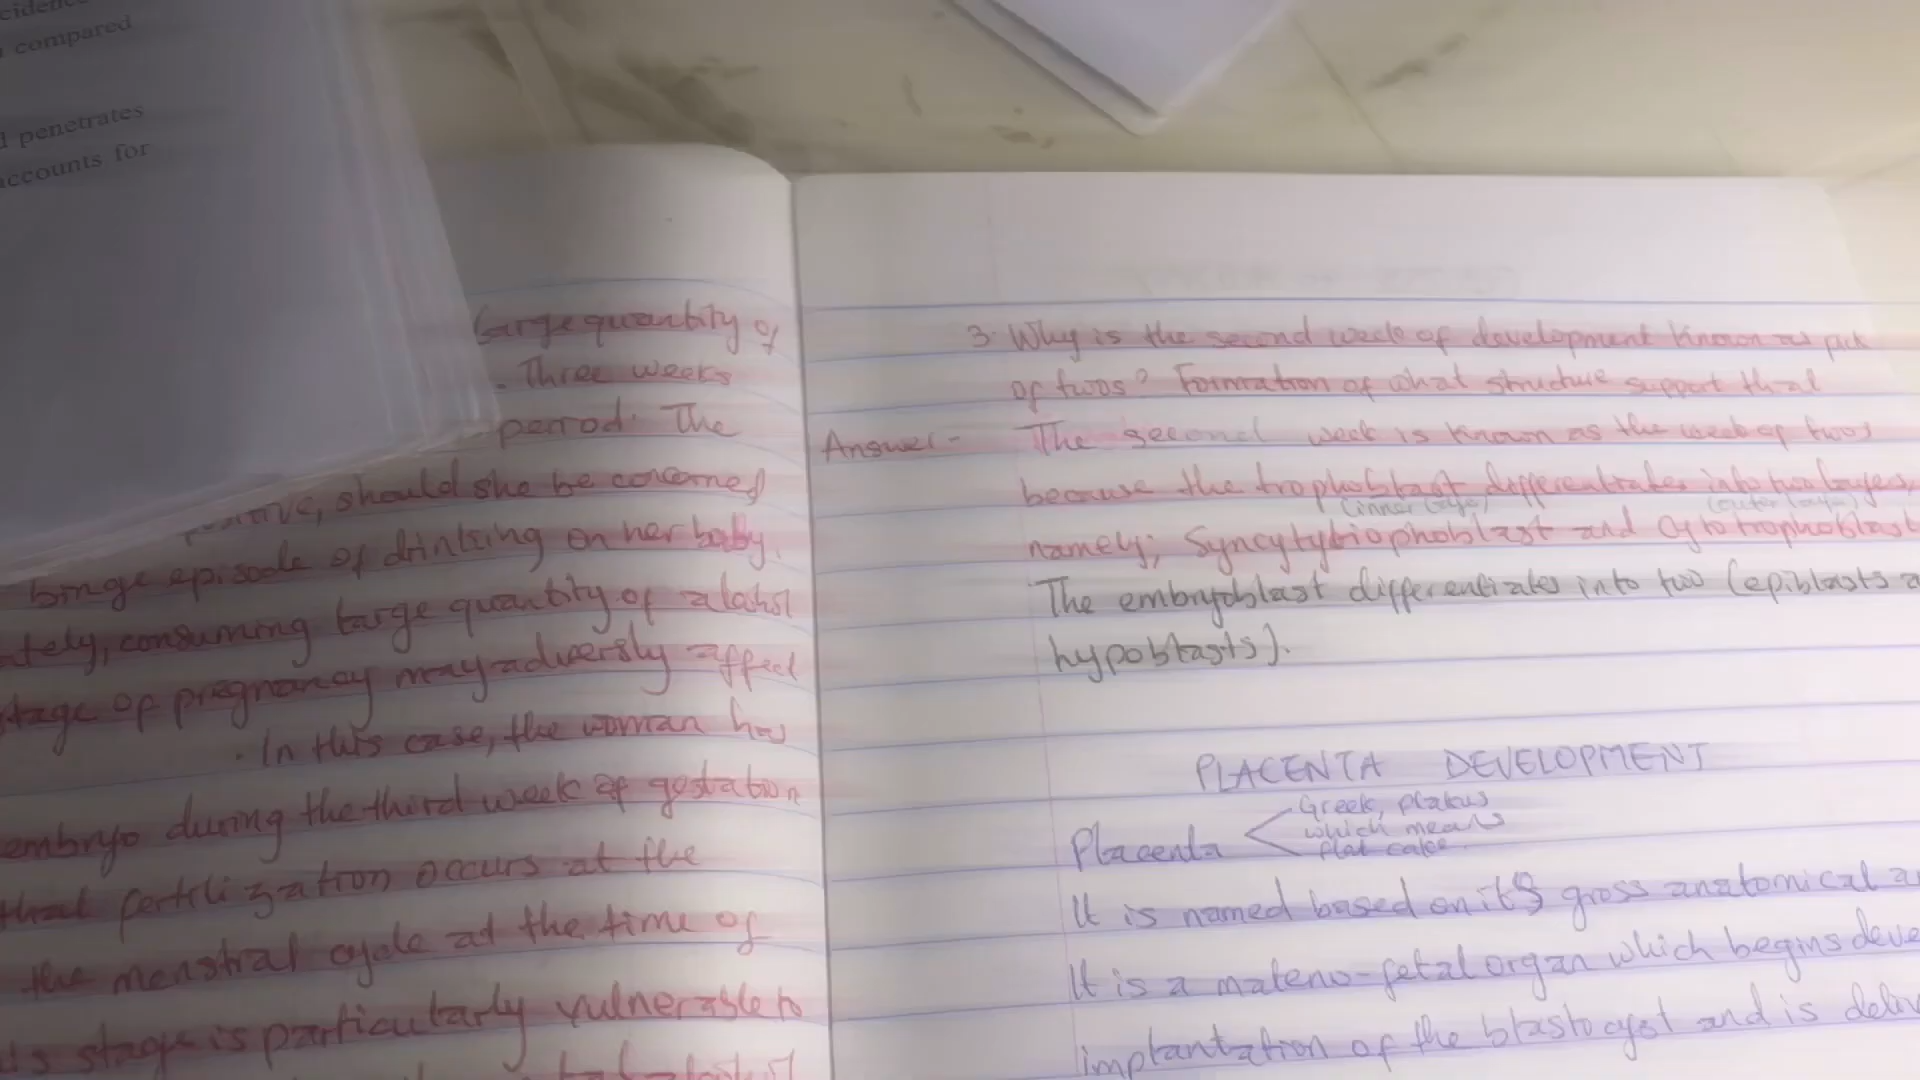 compared
penetrates
accounts for
large quantity of
. Three weeks
period. The
should she be concerned
binge episode of drinking on her baby.
consuming large quantity of alcohol
stage of pregnancy may adversly affect
. In this case, the woman has
embryo during the third week of gestation
that fertilization occurs at the
the menstral cycle at the time of
stage is particularly vulnerable to
3. Why is the second week of development known as
of twos? Formation of what structure support that
Answer - The second week is known as the week of twos
because the trophoblast differentiates into two layers,
(inner layer) (outer layer)
namely; Syncytytriophoblast and Cytotrophoblast
The embryoblast differentiates into two (epiblasts
hypoblasts).
PLACENTA DEVELOPMENT
Greek, plakus
which means
Placenta
flat cake
It is named based on its gross anatomical
It is a mateno-fetal organ which begins
implantation of the blastocyst and is